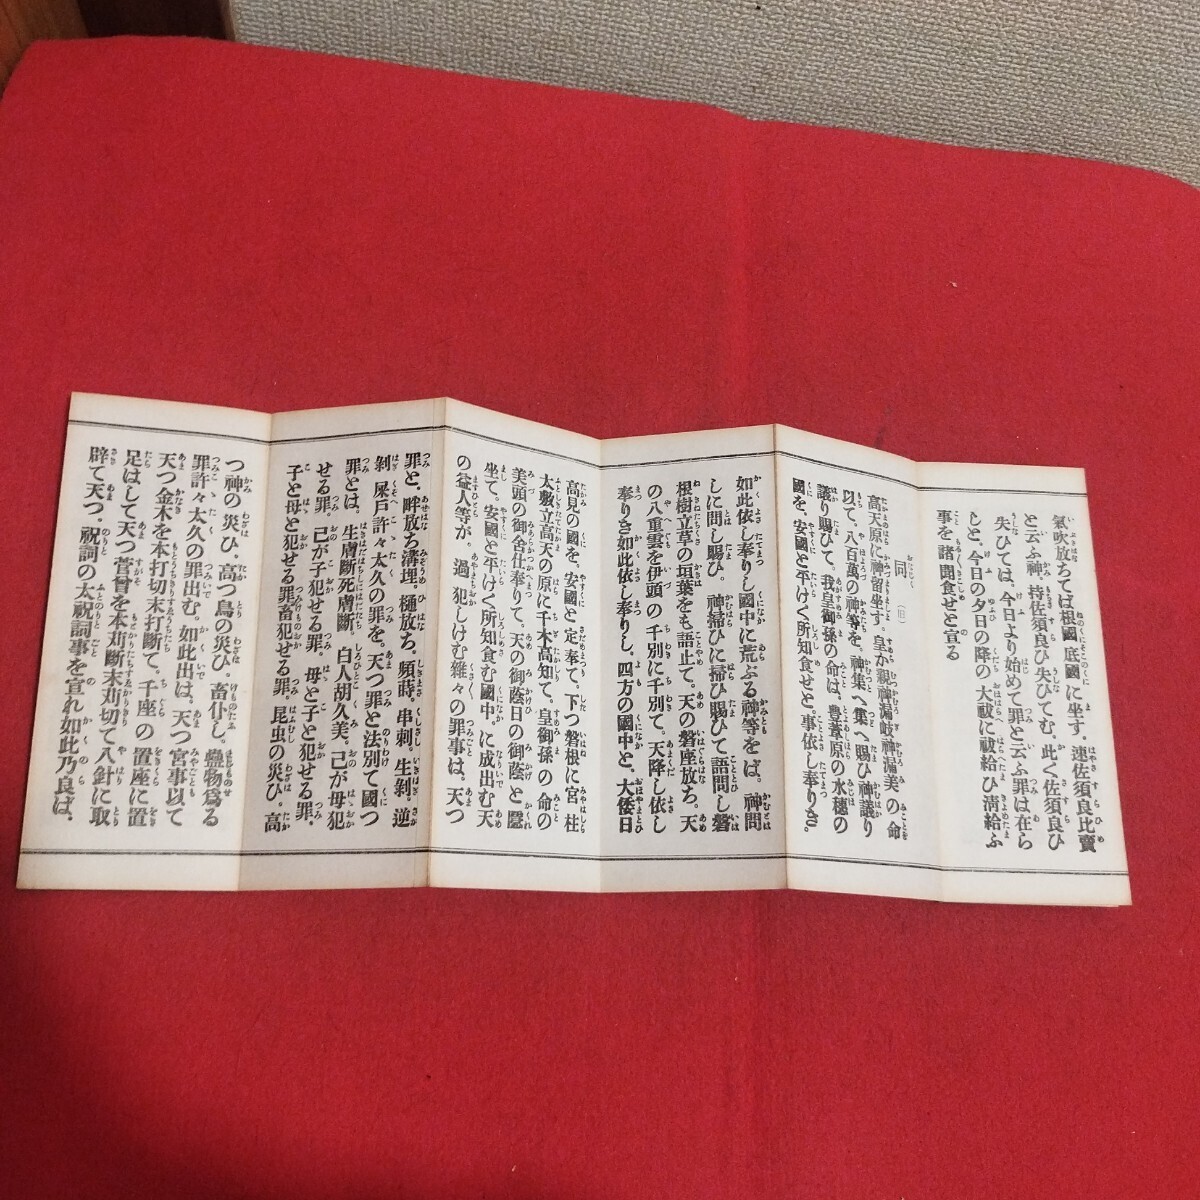 氣吹放ちてば根國底國に坐す。速佐須良比賣
と云ふ神。持佐須良ひ失ひてむ。此く佐須良ひ
失ひては、今日より始めて罪と云ふ罪は在ら
じと。今日の夕日の降の大祓に祓給ひ淸給ふ
事を諸聞食せと宣る
同（旧）
高天原に神留坐す。皇が親神漏岐神漏美の命
以て。八百萬の神等を。神集へ集へ賜ひ神議り
議り賜ひて。我皇御孫の命は。豊葦原の水穗の
國を。安國と平けく所知食せと。事依し奉りき。
如此依し奉りし國中に荒ぶる神等をば。神問
しに問し賜ひ。神掃ひに掃ひ賜ひて語問し磐
根樹立草の垣葉をも語止て。天の磐座放ち。天
の八重雲を伊頭の千別に千別て。天降し依し
奉りき如此依し奉りし。四方の國中と。大倭日
高見の國を。安國と定奉て。下つ磐根に宮柱
太敷立高天の原に千木高知て。皇御孫の命の
美頭の御舍仕奉りて。天の御蔭日の御蔭と隱
坐て。安國と平けく所知食む國中。に成出む天
の益人等が。過犯しけむ雜々の罪事は。天つ
罪と。畔放ち溝埋。樋放ち。頻蒔。串刺。生剝。逆
剝。屎戸許々太久の罪を。天つ罪と法別て國つ
罪とは。生膚斷死膚斷。白人胡久美。己が母犯
せる罪。己が子犯せる罪。母と子と犯せる罪。
子と母と犯せる罪畜犯せる罪。昆虫の災ひ。高
つ神の災ひ。高つ鳥の災ひ。畜仆し。蠱物爲る
罪許々太久の罪出む。如此出は。天つ宮事以て
天つ金木を本打切末打斷て。千座の置座に置
足はして天つ菅曾を本苅斷末苅切て八針に取
辟て天つ。祝詞の太祝詞事を宣れ如此乃良ば。